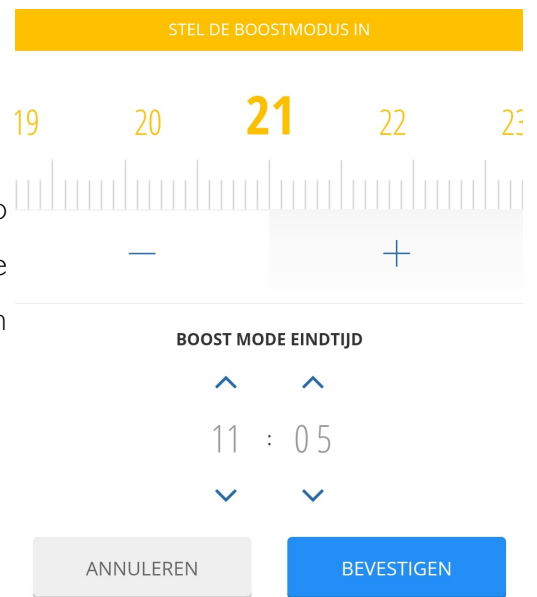 STEL DE BOOSTMODUS IN
19 20 21 22 23
BOOST MODE EINDTIJD
11 : 05
ANNULEREN BEVESTIGEN